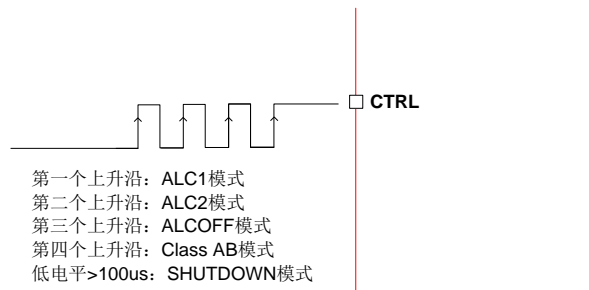 CTRL
第一个上升沿：ALC1模式
第二个上升沿：ALC2模式
第三个上升沿：ALCOFF模式
第四个上升沿：Class AB模式
低电平>100us：SHUTDOWN模式